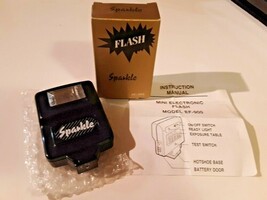 Sparkle
FLASH
Sparkle
INSTRUCTION
MANUAL
MINI ELECTRONIC
FLASH
ON/OFF SWITCH
READY LIGHT
EXPOSURE TABLE
TEST SWITCH
HOTSHOE BASE
BATTERY DOOR
Sparkle